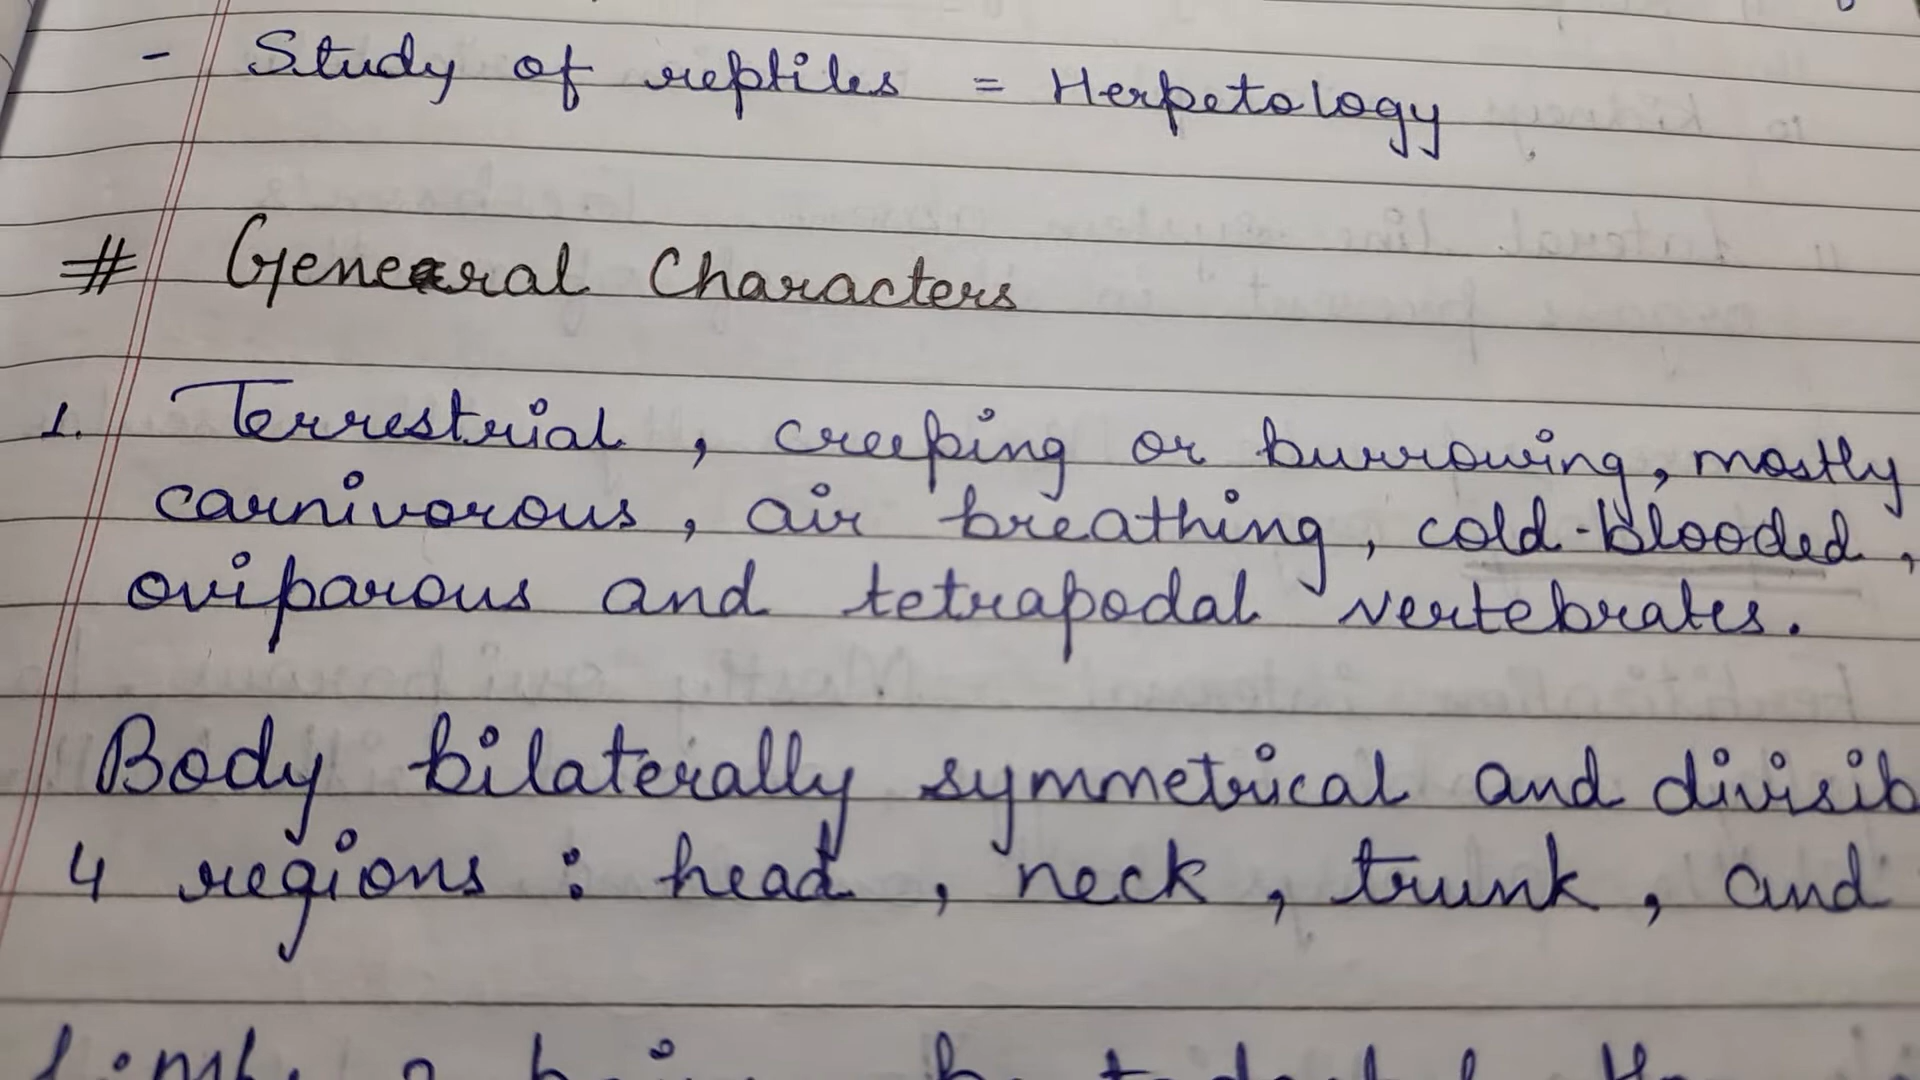 - Study of reptiles = Herpetology
# General Characters
1. Terrestrial, creeping or burrowing, mostly
carnivorous, air breathing, cold-blooded,
oviparous and tetrapodal vertebrates.
Body bilaterally symmetrical and divisib
4 regions : head, neck, trunk, and